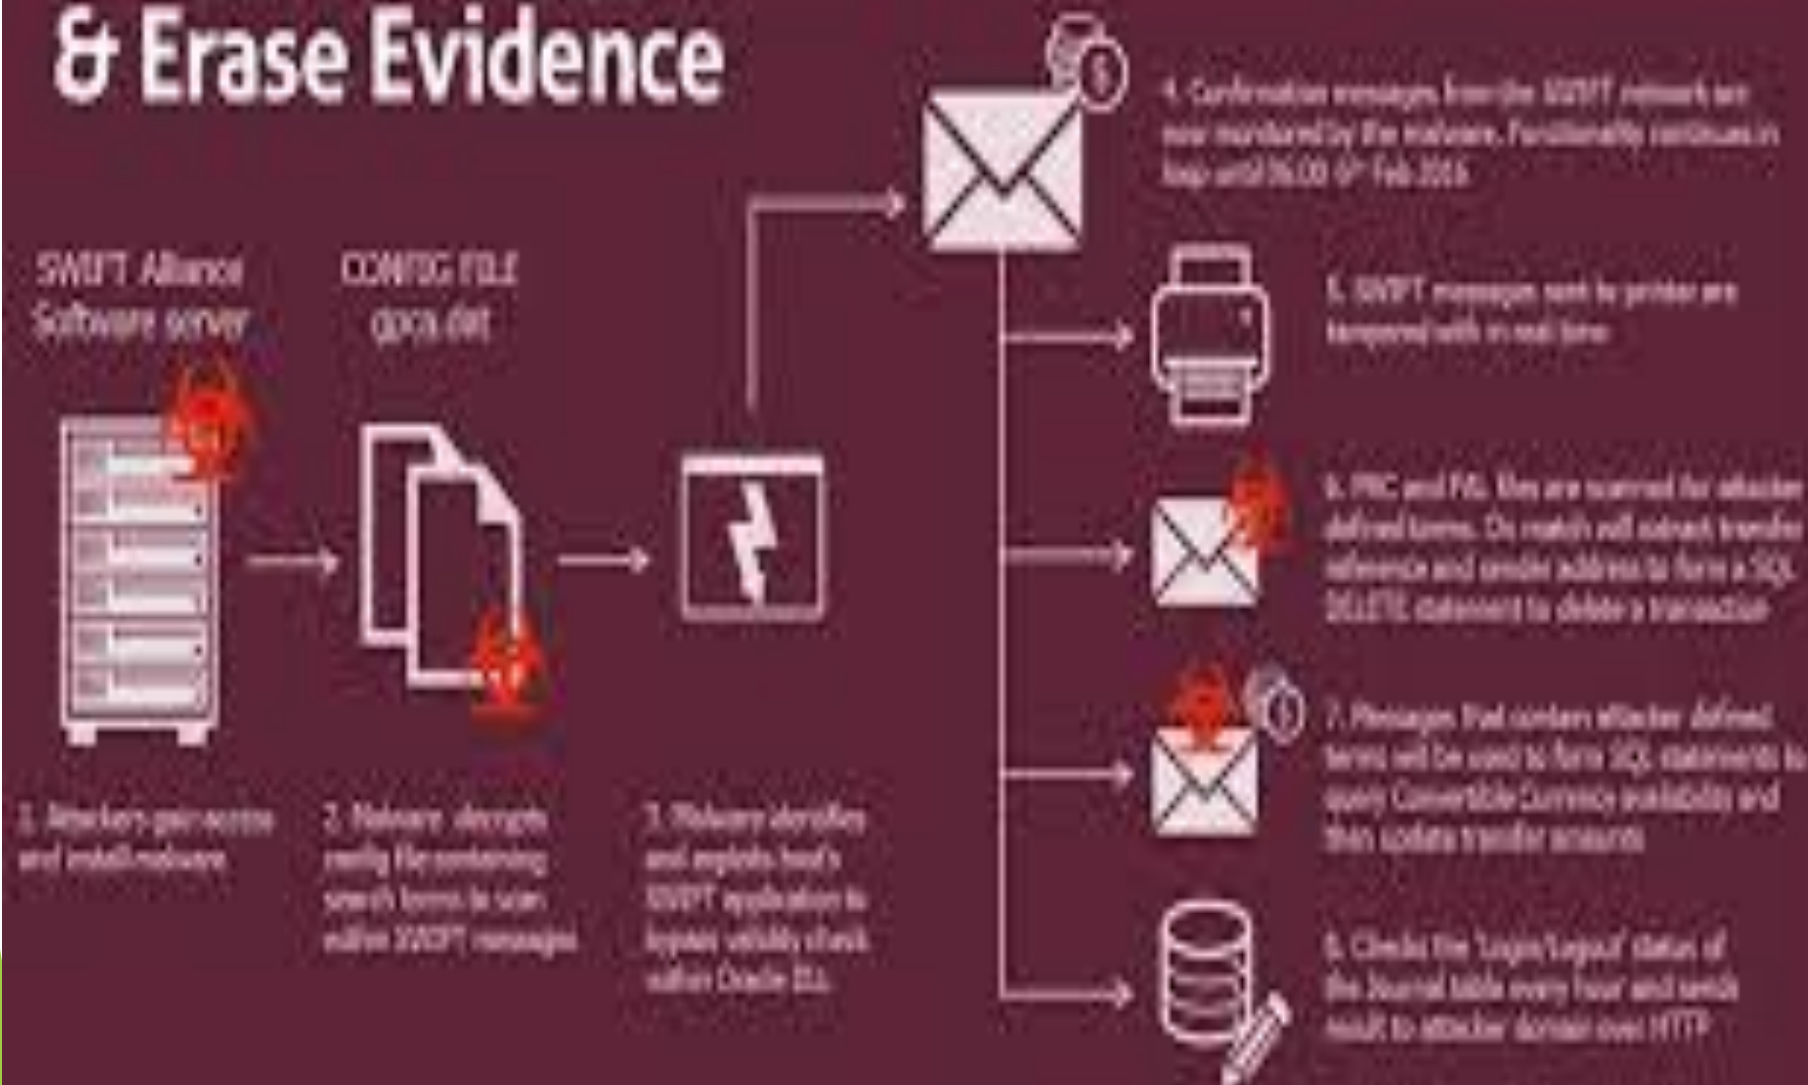 & Erase Evidence
SWIFT Alliance
Software server
CONFIG FILE
gpca.dat
1. Attackers gain access
and install malware
2. Malware decrypts
config file containing
search terms to scan
within SWIFT messages
3. Malware identifies
and exploits host's
SWIFT application to
bypass validity check
within Oracle DLL
4. Confirmation messages from the SWIFT network are
now monitored by the malware. Functionality continues in
loop until 06:00 6th Feb 2016
5. SWIFT messages sent to printer are
tampered with in real time
6. PRC and FAL files are scanned for attacker
defined terms. On match will extract transfer
reference and sender address to form a SQL
DELETE statement to delete a transaction
7. Messages that contain attacker defined
terms will be used to form SQL statements to
query Convertible Currency availability and
then update transfer amounts
8. Checks the 'Login/Logout' status of
the Journal table every hour and sends
result to attacker domain over HTTP